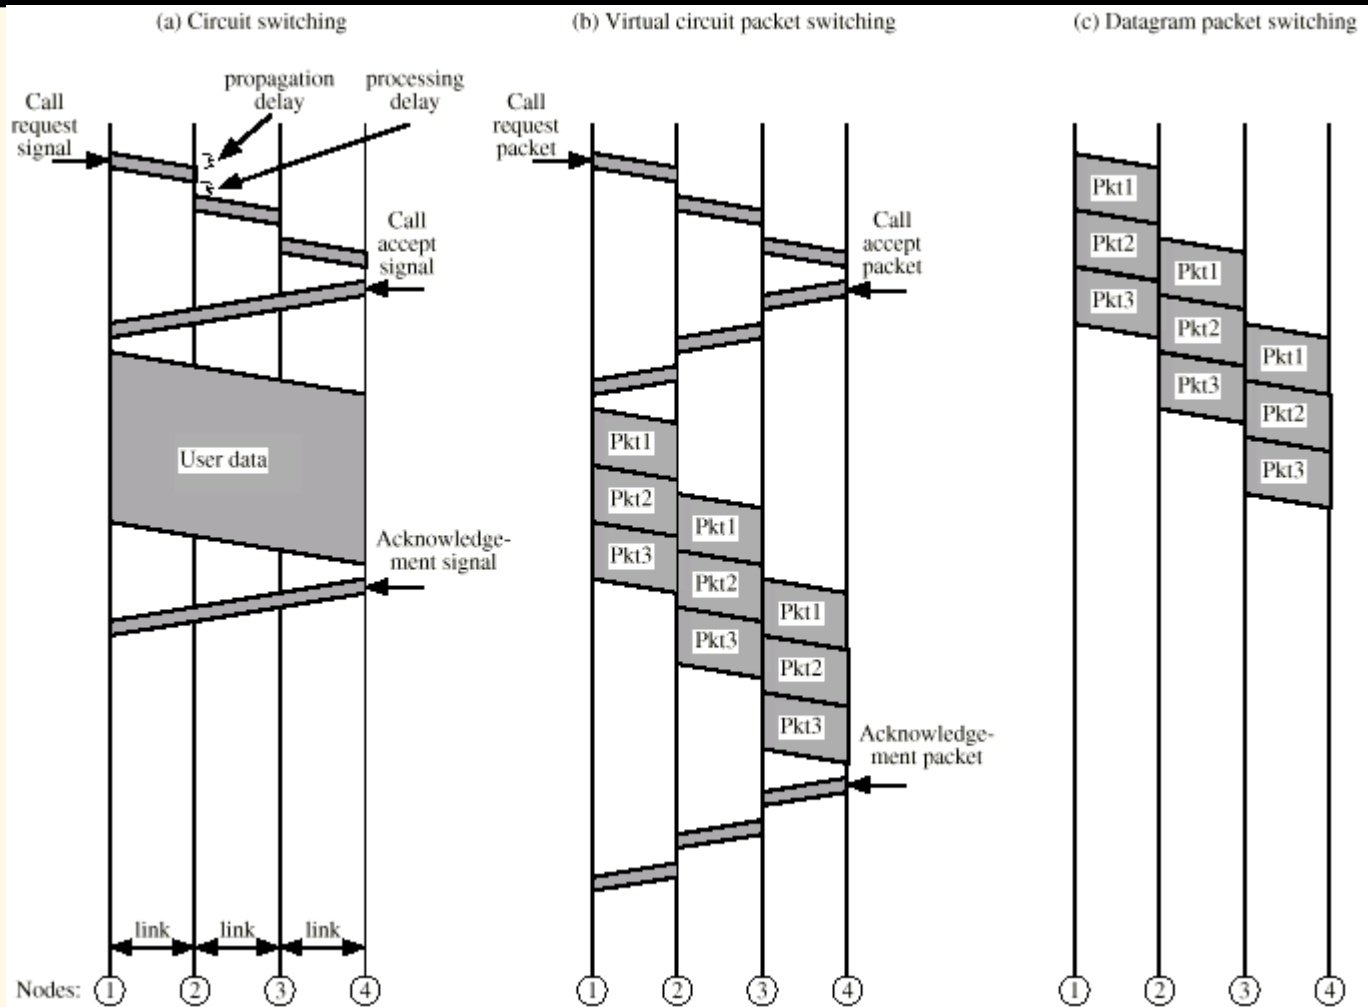 (a) Circuit switching
propagation
delay
processing
delay
Call
request
signal
Call
accept
signal
User data
Acknowledge-
ment signal
link
link
link
Nodes:
1
2
3
4
(b) Virtual circuit packet switching
Call
request
packet
Call
accept
packet
Pkt1
Pkt2
Pkt3
Pkt1
Pkt2
Pkt3
Pkt1
Pkt2
Pkt3
Acknowledge-
ment packet
1
2
3
4
(c) Datagram packet switching
Pkt1
Pkt2
Pkt3
Pkt1
Pkt2
Pkt3
Pkt1
Pkt2
Pkt3
1
2
3
4